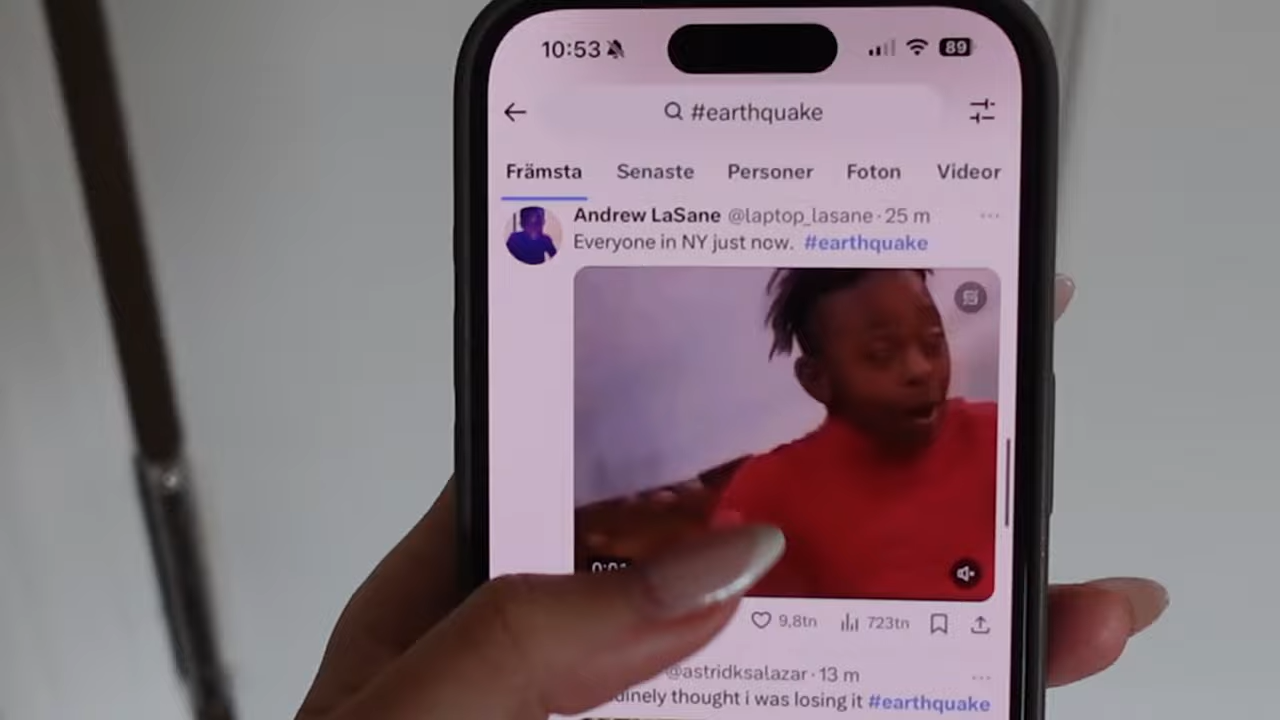 10:53
89
#earthquake
Främsta Senaste Personer Foton Videor
Andrew LaSane @laptop_lasane · 25 m
Everyone in NY just now. #earthquake
9,8tn 723tn
@astridksalazar · 13 m
i was losing it #earthquake